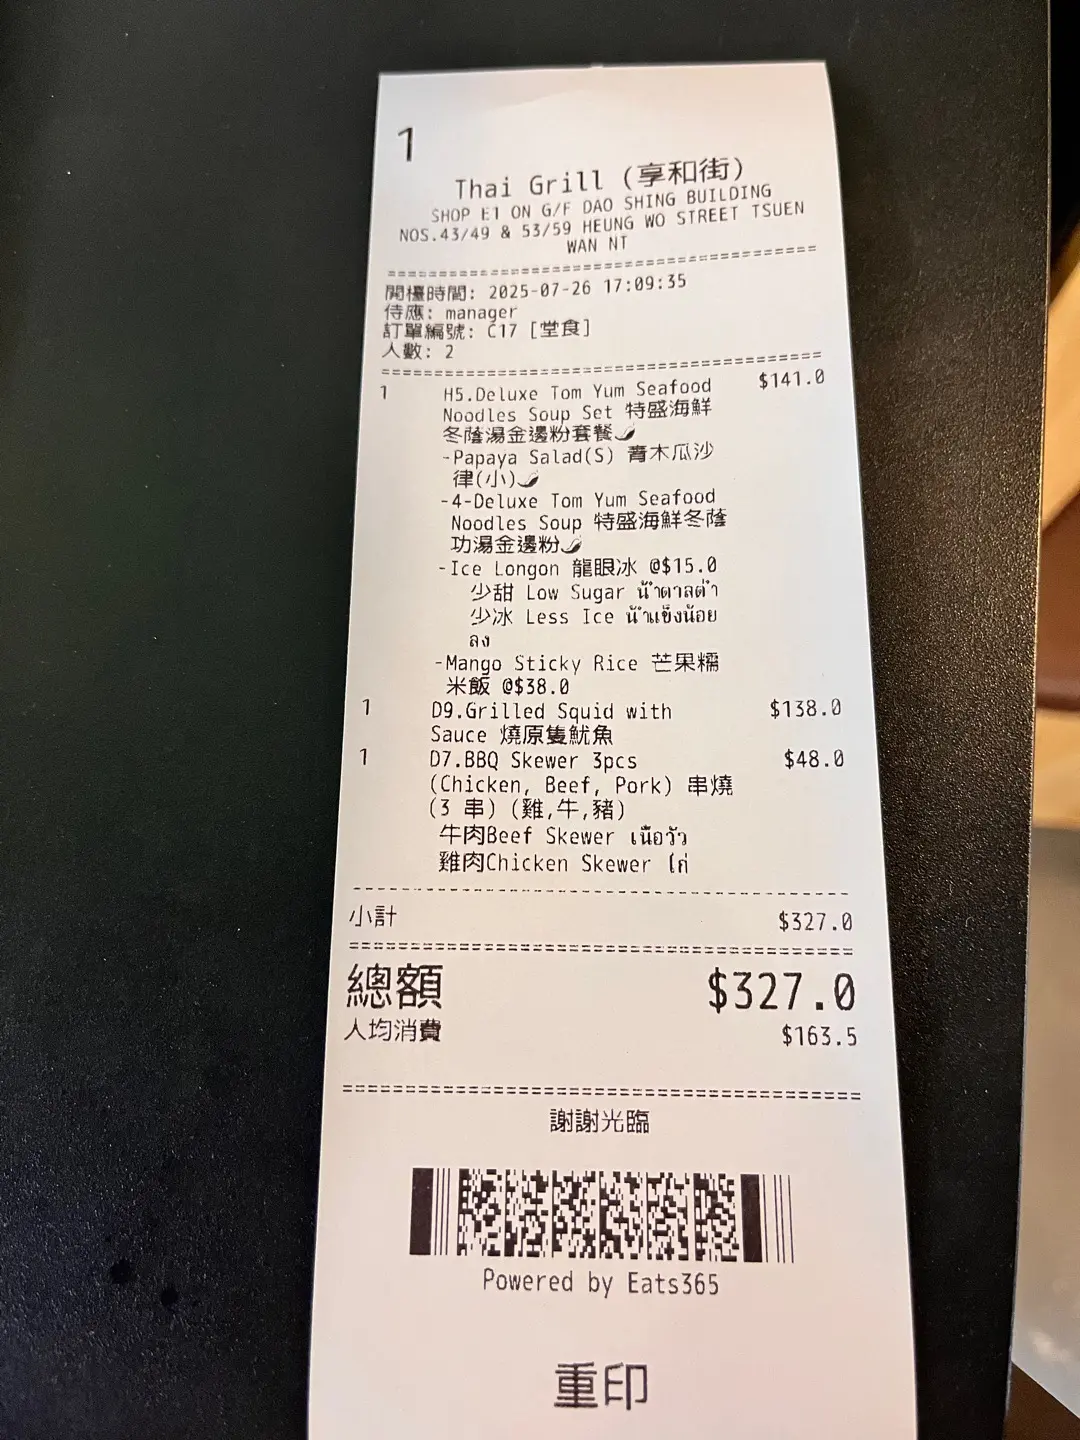 1
Thai Grill (享和街)
SHOP E1 ON G/F DAO SHING BUILDING
NOS.43/49 & 53/59 HEUNG WO STREET TSUEN
WAN NT
開檯時間: 2025-07-26 17:09:35
侍應: manager
訂單編號: C17 [堂食]
人數: 2
1 H5.Deluxe Tom Yum Seafood $141.0
Noodles Soup Set 特盛海鮮
冬蔭湯金邊粉套餐🌶
-Papaya Salad(S) 青木瓜沙
律(小)🌶
-4-Deluxe Tom Yum Seafood
Noodles Soup 特盛海鮮冬蔭
功湯金邊粉🌶
-Ice Longon 龍眼冰 @$15.0
少甜 Low Sugar น้ำตาลต่ำ
少冰 Less Ice น้ำแข็งน้อย
ลง
-Mango Sticky Rice 芒果糯
米飯 @$38.0
1 D9.Grilled Squid with $138.0
Sauce 燒原隻魷魚
1 D7.BBQ Skewer 3pcs $48.0
(Chicken, Beef, Pork) 串燒
(3 串) (雞,牛,豬)
牛肉Beef Skewer เนื้อวัว
雞肉Chicken Skewer ไก่
小計 $327.0
總額 $327.0
人均消費 $163.5
謝謝光臨
Powered by Eats365
重印